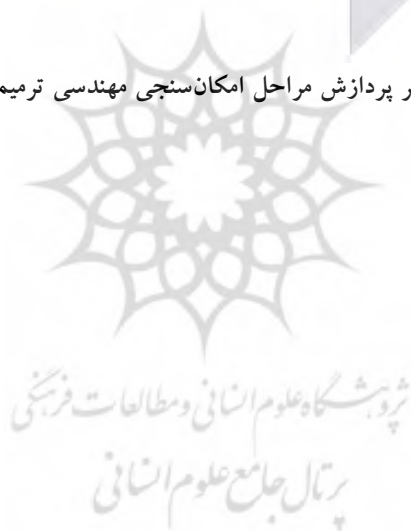 ر پردازش مراحل امکان‌سنجی مهندسی ترمیم
پژوهشگاه علوم انسانی و مطالعات فرهنگی
پرتال جامع علوم انسانی